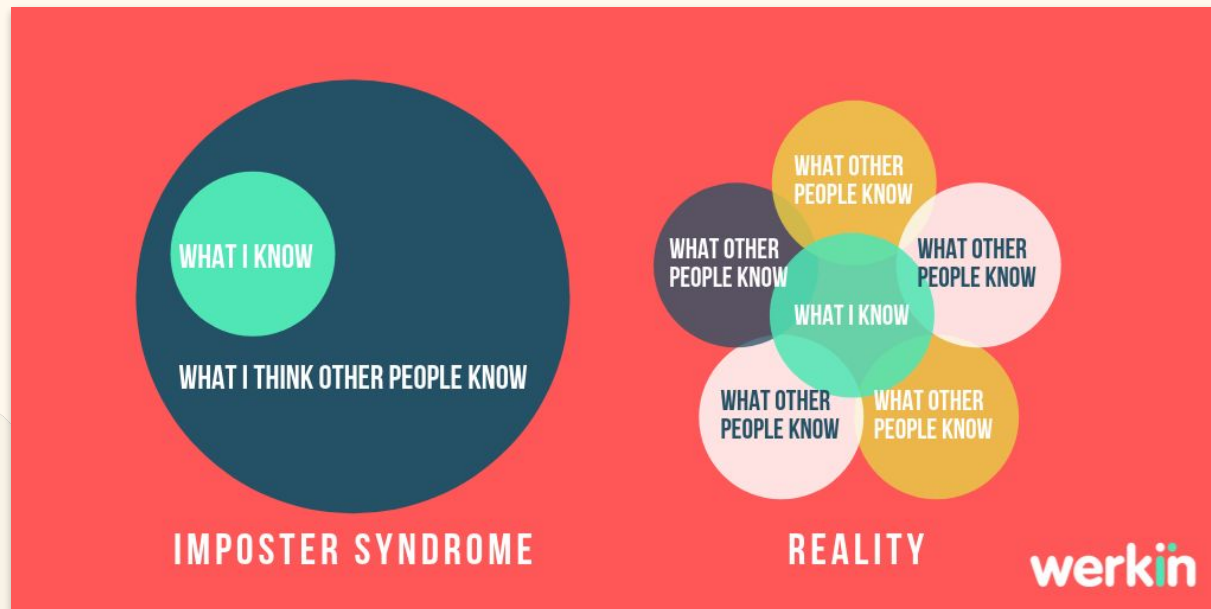 WHAT I KNOW
WHAT I THINK OTHER PEOPLE KNOW
IMPOSTER SYNDROME
WHAT OTHER
PEOPLE KNOW
WHAT OTHER
PEOPLE KNOW
WHAT OTHER
PEOPLE KNOW
WHAT I KNOW
WHAT OTHER
PEOPLE KNOW
WHAT OTHER
PEOPLE KNOW
REALITY
werkin